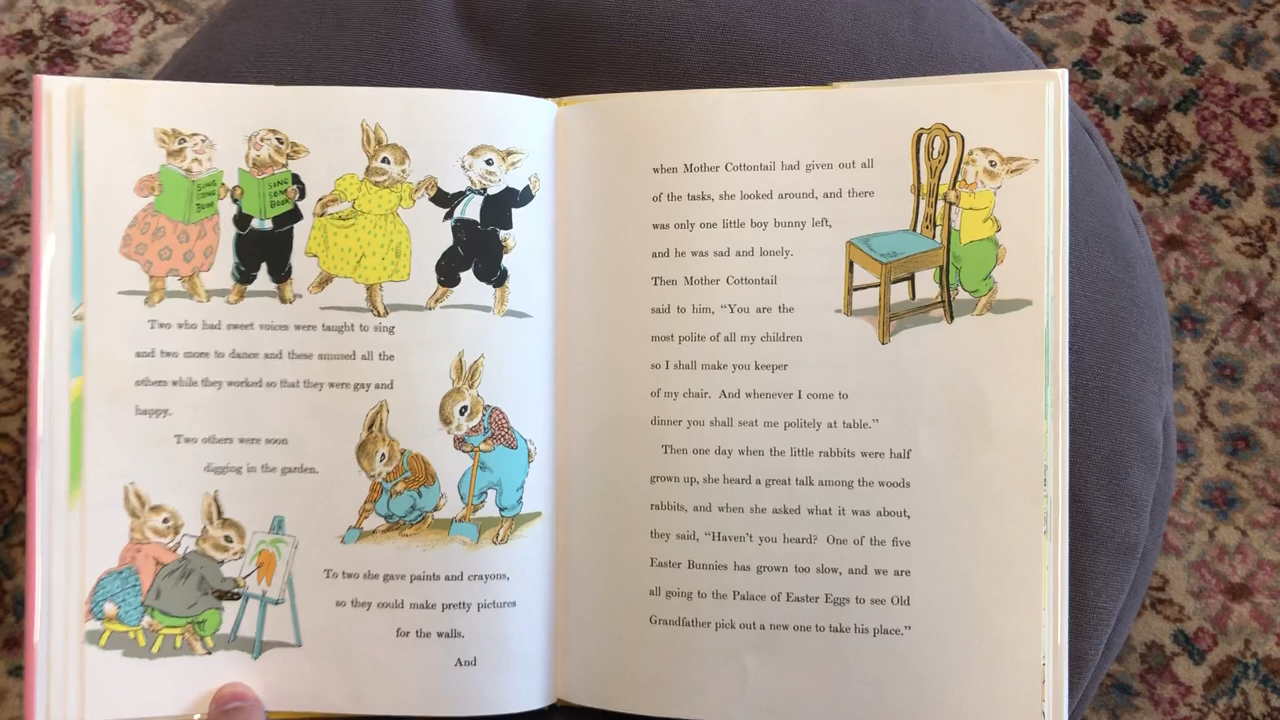 SING
SONG
BOOK
SING
SONG
BOOK
Two who had sweet voices were taught to sing
and two more to dance and these amused all the
others while they worked so that they were gay and
happy.
Two others were soon
digging in the garden.
To two she gave paints and crayons,
so they could make pretty pictures
for the walls.
And
when Mother Cottontail had given out all
of the tasks, she looked around, and there
was only one little boy bunny left,
and he was sad and lonely.
Then Mother Cottontail
said to him, “You are the
most polite of all my children
so I shall make you keeper
of my chair. And whenever I come to
dinner you shall seat me politely at table.”
Then one day when the little rabbits were half
grown up, she heard a great talk among the woods
rabbits, and when she asked what it was about,
they said, “Haven’t you heard? One of the five
Easter Bunnies has grown too slow, and we are
all going to the Palace of Easter Eggs to see Old
Grandfather pick out a new one to take his place.”